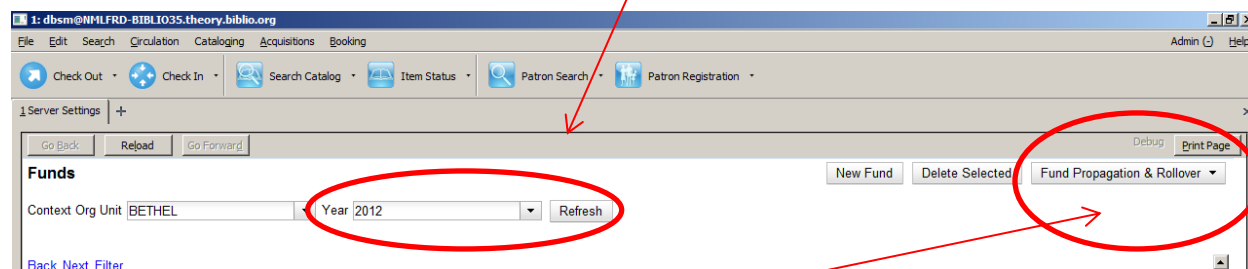 1: dbsm@NMLFRD-BIBLIO35.theory.biblio.org
File Edit Search Circulation Cataloging Acquisitions Booking Admin (-) Help
Check Out Check In Search Catalog Item Status Patron Search Patron Registration
1 Server Settings +
Go Back Reload Go Forward Debug Print Page
Funds New Fund Delete Selected Fund Propagation & Rollover
Context Org Unit BETHEL Year 2012 Refresh
Back Next Filter